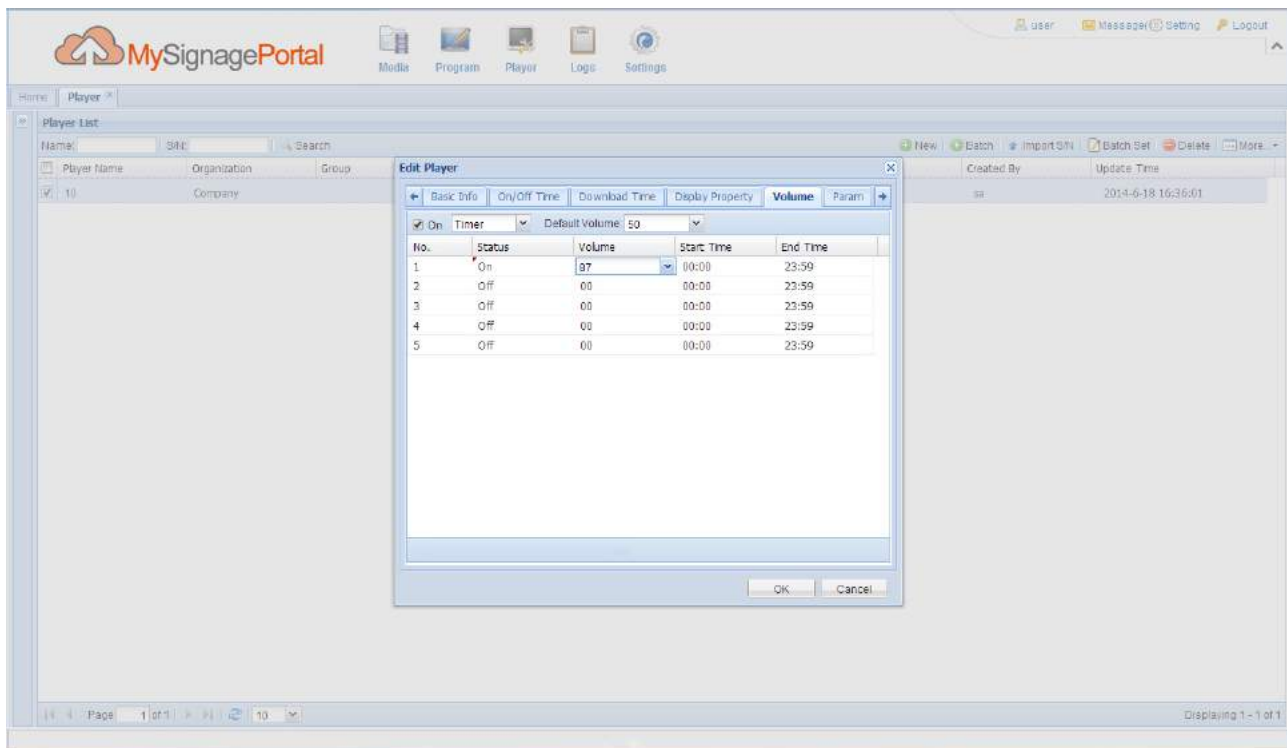 user Message( Setting Logout
MySignagePortal
Media Program Player Logs Settings
Home Player
Player List
Name: S/N: Search New Batch Import S/N Batch Set Delete More
Player Name Organization Group Created By Update Time
10 Company sa 2014-6-18 16:36:01
Edit Player
Basic Info On/Off Time Download Time Display Property Volume Param
On Timer Default Volume 50
No. Status Volume Start Time End Time
1 On 87 00:00 23:59
2 Off 00 00:00 23:59
3 Off 00 00:00 23:59
4 Off 00 00:00 23:59
5 Off 00 00:00 23:59
OK Cancel
Page 1 of 1 10 Displaying 1 - 1 of 1